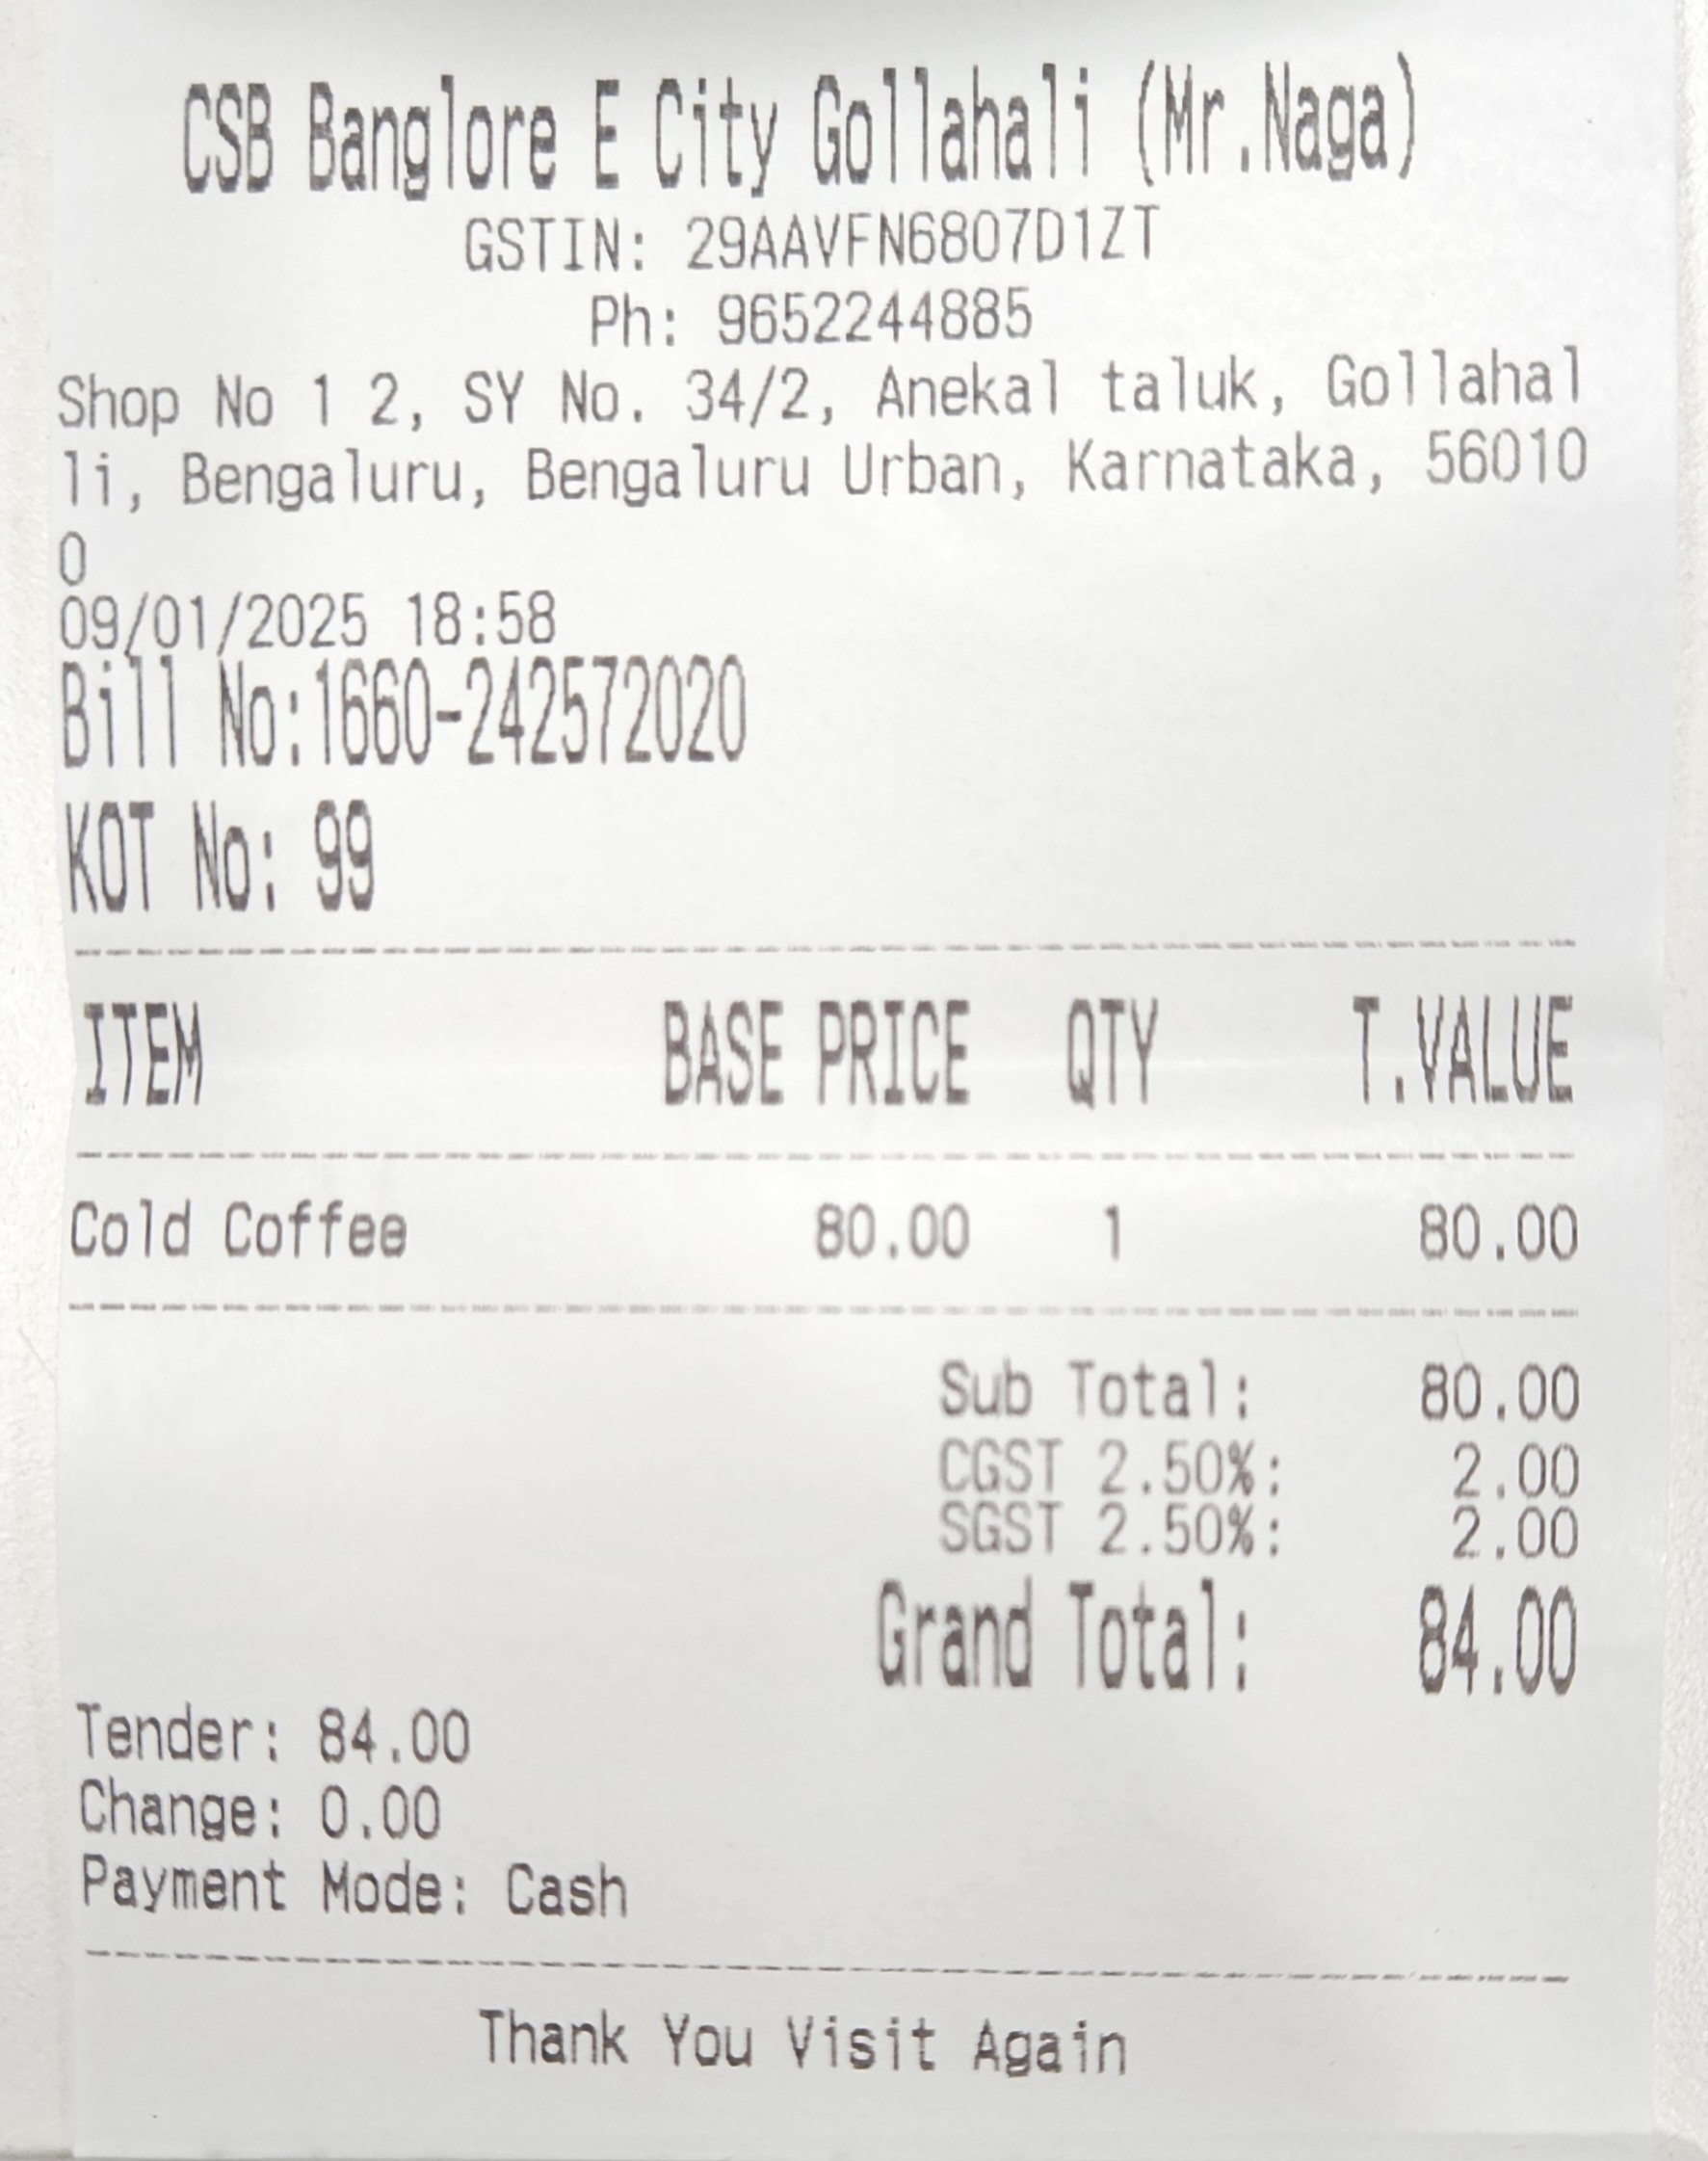 CSB Banglore E City Gollahali (Mr.Naga)
GSTIN: 29AAVFN6807D1ZT
Ph: 9652244885
Shop No 1 2, SY No. 34/2, Anekal taluk, Gollahal
li, Bengaluru, Bengaluru Urban, Karnataka, 56010
0
09/01/2025 18:58
Bill No:1660-242572020
KOT No: 99
ITEM BASE PRICE QTY T.VALUE
Cold Coffee 80.00 1 80.00
Sub Total: 80.00
CGST 2.50%: 2.00
SGST 2.50%: 2.00
Grand Total: 84.00
Tender: 84.00
Change: 0.00
Payment Mode: Cash
Thank You Visit Again